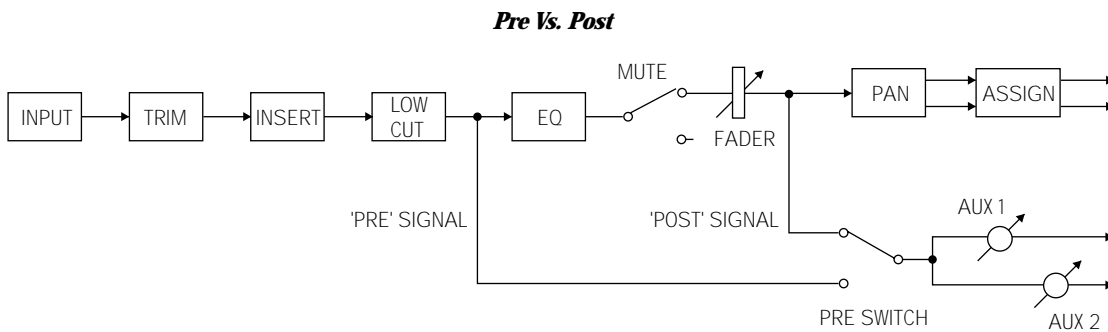 Pre Vs. Post
MUTE
INPUT
TRIM
INSERT
LOW
CUT
EQ
FADER
PAN
ASSIGN
'PRE' SIGNAL
'POST' SIGNAL
AUX 1
PRE SWITCH
AUX 2